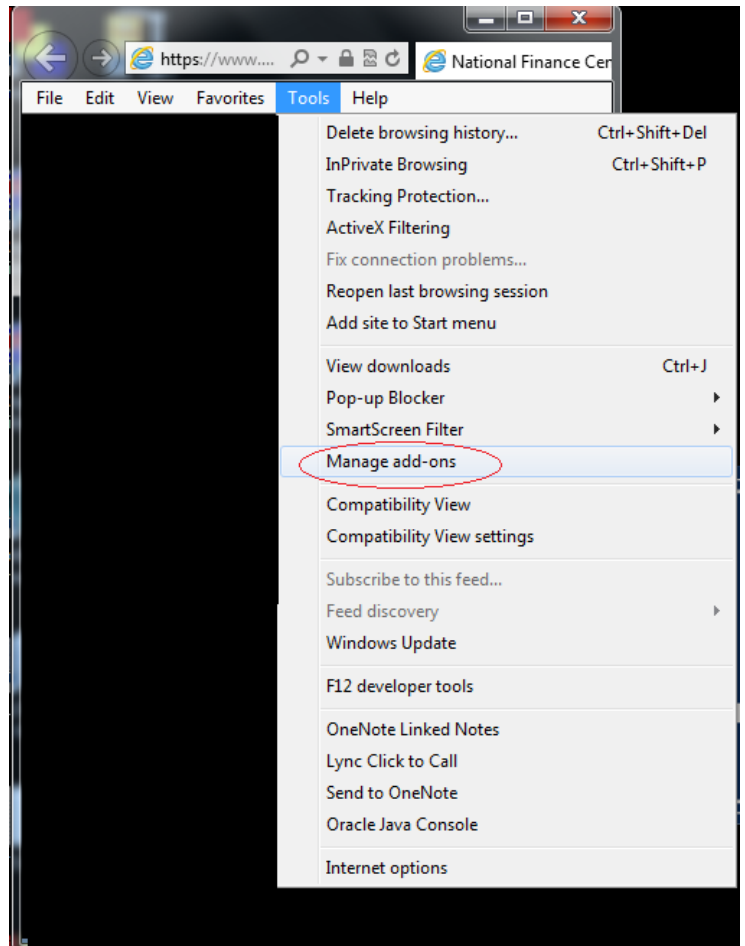 https://www....
National Finance Cen
File Edit View Favorites Tools Help
Delete browsing history... Ctrl+Shift+Del
InPrivate Browsing Ctrl+Shift+P
Tracking Protection...
ActiveX Filtering
Fix connection problems...
Reopen last browsing session
Add site to Start menu
View downloads Ctrl+J
Pop-up Blocker
SmartScreen Filter
Manage add-ons
Compatibility View
Compatibility View settings
Subscribe to this feed...
Feed discovery
Windows Update
F12 developer tools
OneNote Linked Notes
Lync Click to Call
Send to OneNote
Oracle Java Console
Internet options